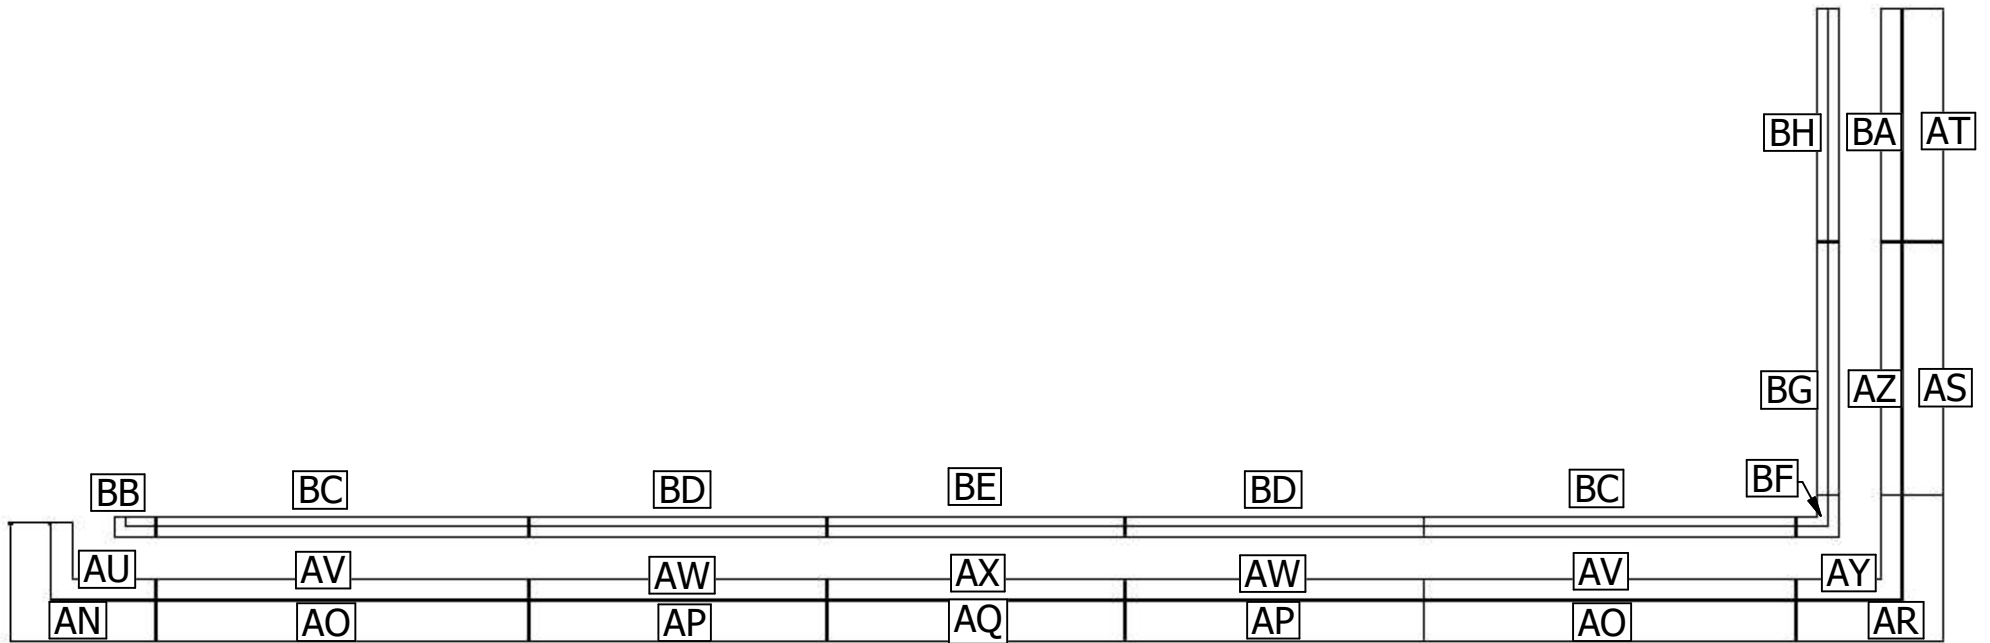 BH BA AT
BG AZ AS
BB BC BD BE BD BC BF
AU AV AW AX AW AV AY
AN AO AP AQ AP AO AR